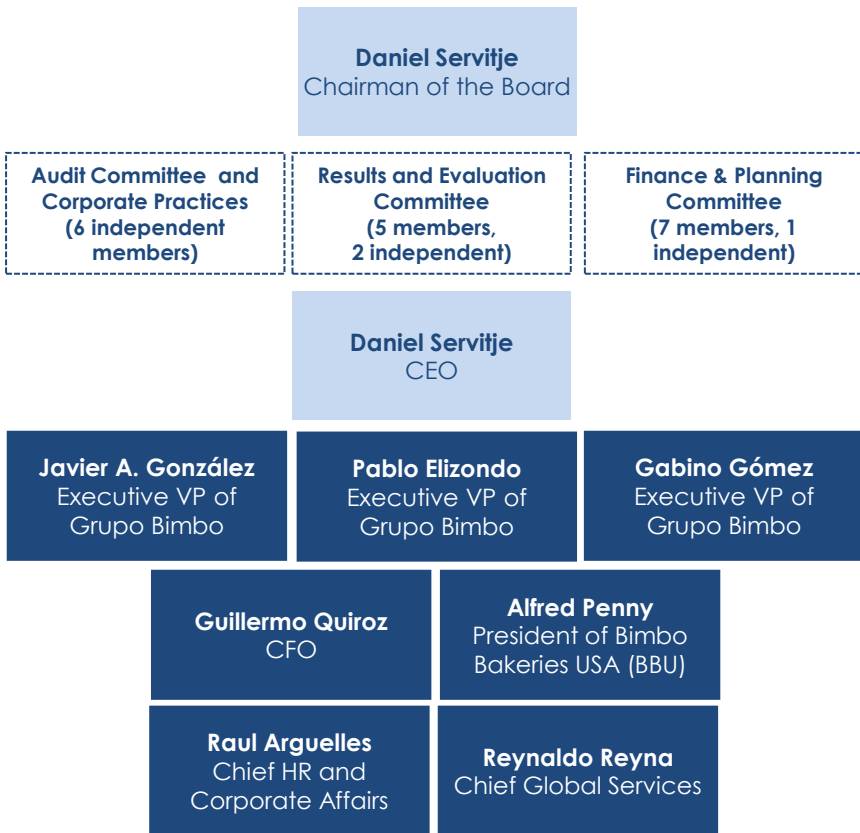 Daniel Servitje
Chairman of the Board
Audit Committee and
Corporate Practices
(6 independent
members)
Results and Evaluation
Committee
(5 members,
2 independent)
Finance & Planning
Committee
(7 members, 1
independent)
Daniel Servitje
CEO
Javier A. González
Executive VP of
Grupo Bimbo
Pablo Elizondo
Executive VP of
Grupo Bimbo
Gabino Gómez
Executive VP of
Grupo Bimbo
Guillermo Quiroz
CFO
Alfred Penny
President of Bimbo
Bakeries USA (BBU)
Raul Arguelles
Chief HR and
Corporate Affairs
Reynaldo Reyna
Chief Global Services